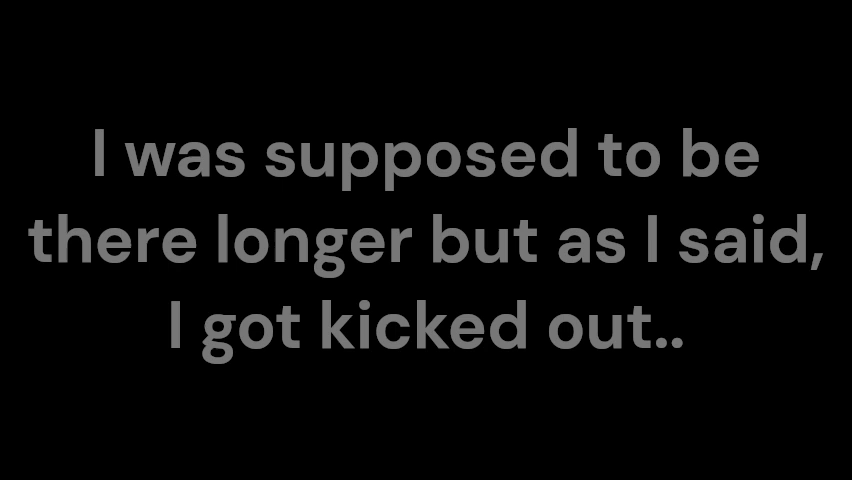 I was supposed to be
there longer but as I said,
I got kicked out..